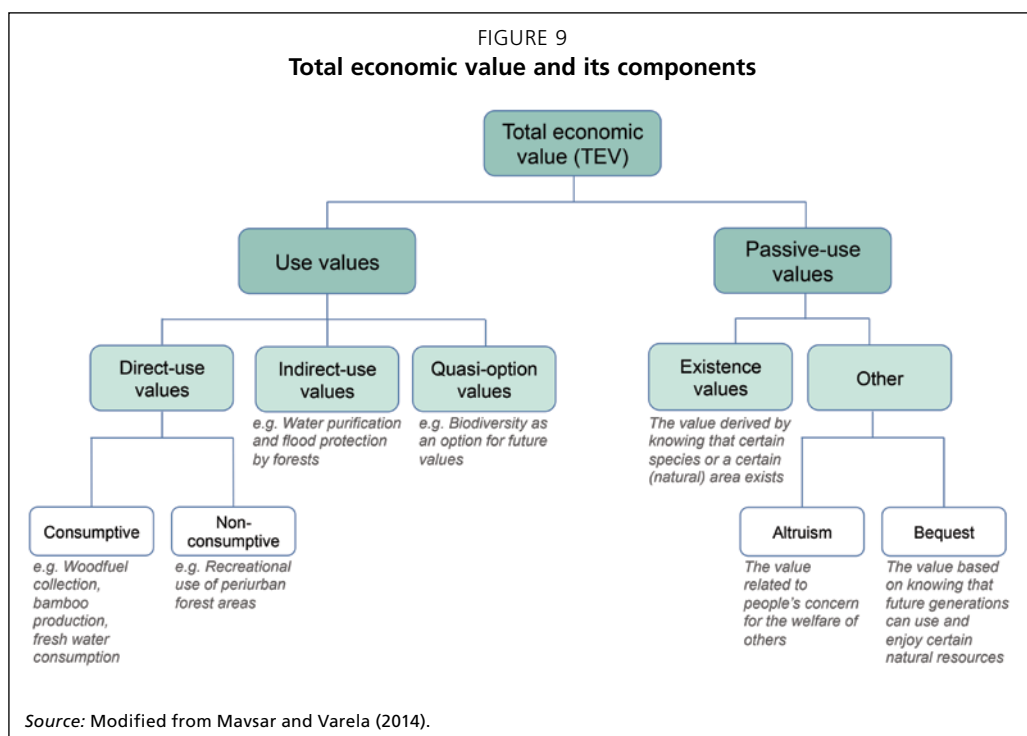 FIGURE 9
Total economic value and its components
Total economic
value (TEV)
Use values
Passive-use
values
Direct-use
values
Indirect-use
values
e.g. Water purification
and flood protection
by forests
Quasi-option
values
e.g. Biodiversity as
an option for future
values
Existence
values
The value derived by
knowing that certain
species or a certain
(natural) area exists
Other
Consumptive
e.g. Woodfuel
collection,
bamboo
production,
fresh water
consumption
Non-
consumptive
e.g. Recreational
use of periurban
forest areas
Altruism
The value
related to
people's concern
for the welfare of
others
Bequest
The value based
on knowing that
future generations
can use and
enjoy certain
natural resources
Source: Modified from Mavsar and Varela (2014).